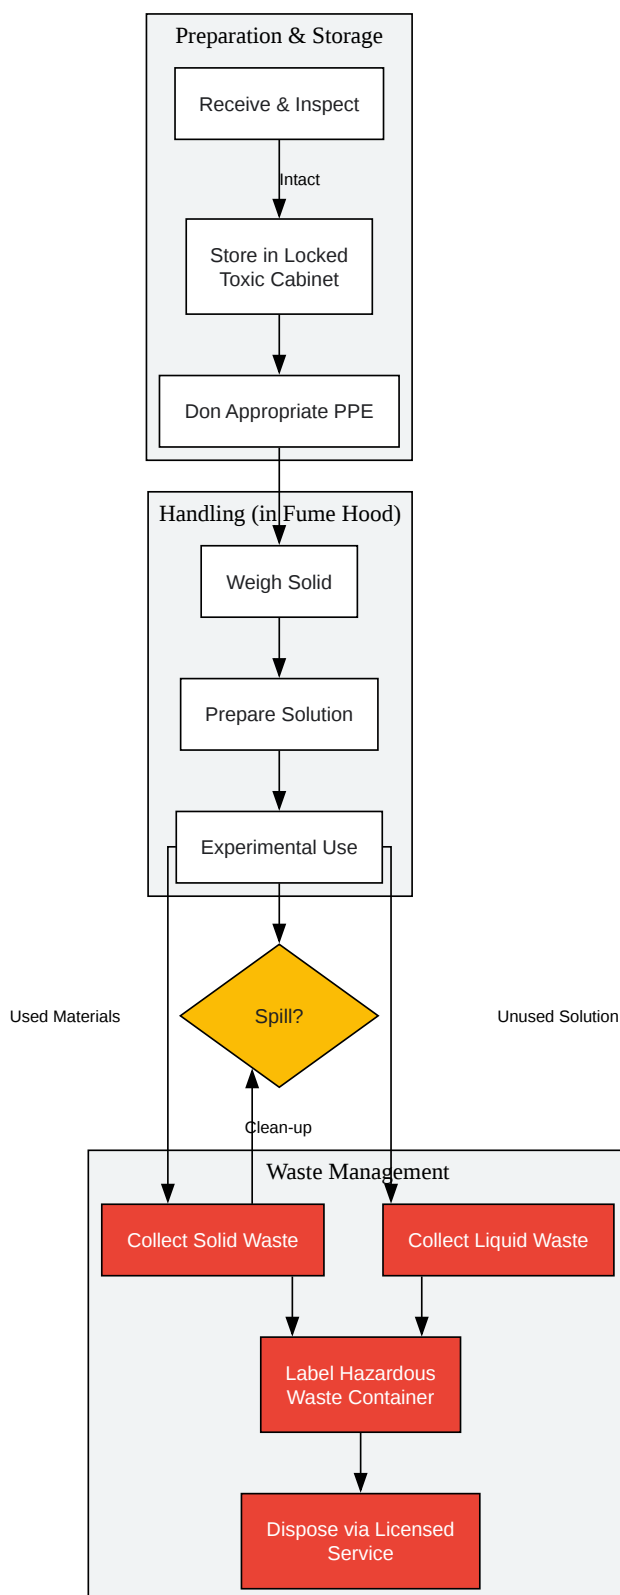 Preparation & Storage
Receive & Inspect
Intact
Store in Locked
Toxic Cabinet
Don Appropriate PPE
Handling (in Fume Hood)
Weigh Solid
Prepare Solution
Experimental Use
Used Materials
Spill?
Unused Solution
Clean-up
Waste Management
Collect Solid Waste
Collect Liquid Waste
Label Hazardous
Waste Container
Dispose via Licensed
Service